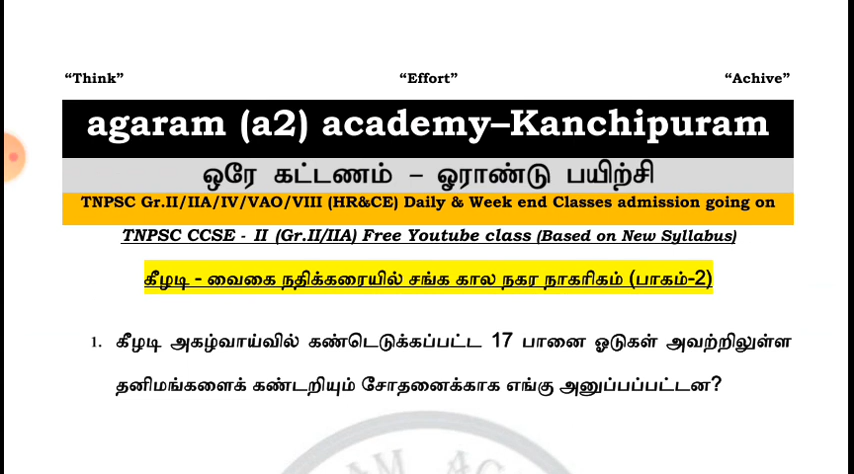 “Think” “Effort” “Achive”
agaram (a2) academy–Kanchipuram
ஒரே கட்டணம் – ஓராண்டு பயிற்சி
TNPSC Gr.II/IIA/IV/VAO/VIII (HR&CE) Daily & Week end Classes admission going on
TNPSC CCSE - II (Gr.II/IIA) Free Youtube class (Based on New Syllabus)
கீழடி - வைகை நதிக்கரையில் சங்க கால நகர நாகரிகம் (பாகம்-2)
1. கீழடி அகழ்வாய்வில் கண்டெடுக்கப்பட்ட 17 பானை ஓடுகள் அவற்றிலுள்ள
தனிமங்களைக் கண்டறியும் சோதனைக்காக எங்கு அனுப்பப்பட்டன?